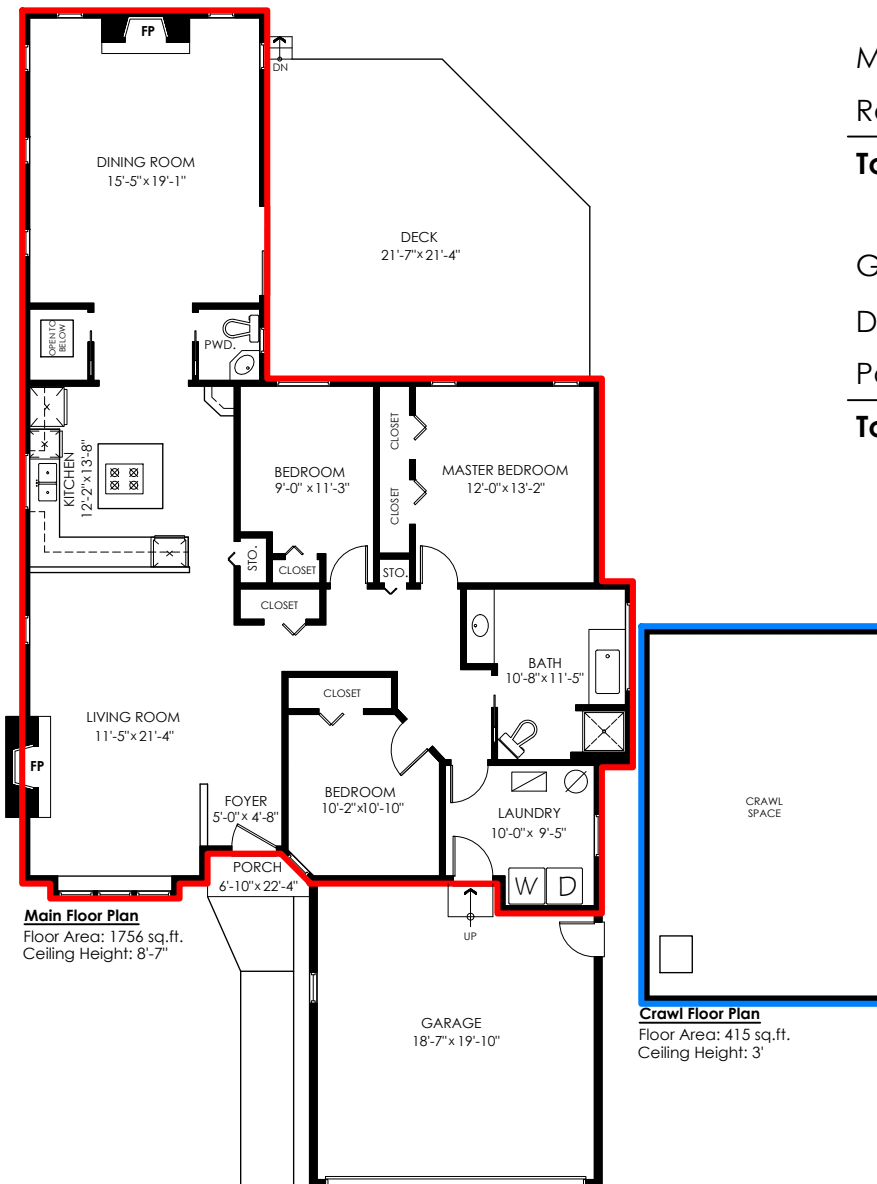 FP
DN
DINING ROOM
15'-5" x 19'-1"
DECK
21'-7" x 21'-4"
OPEN TO
BELOW
PWD.
KITCHEN
12'-2" x 13'-8"
BEDROOM
9'-0" x 11'-3"
CLOSET
CLOSET
MASTER BEDROOM
12'-0" x 13'-2"
STO.
CLOSET
STO.
CLOSET
BATH
10'-8" x 11'-5"
CLOSET
LIVING ROOM
11'-5" x 21'-4"
FP
BEDROOM
10'-2" x 10'-10"
FOYER
5'-0" x 4'-8"
LAUNDRY
10'-0" x 9'-5"
W D
PORCH
6'-10" x 22'-4"
UP
Main Floor Plan
Floor Area: 1756 sq.ft.
Ceiling Height: 8'-7"
GARAGE
18'-7" x 19'-10"
CRAWL
SPACE
Crawl Floor Plan
Floor Area: 415 sq.ft.
Ceiling Height: 3'